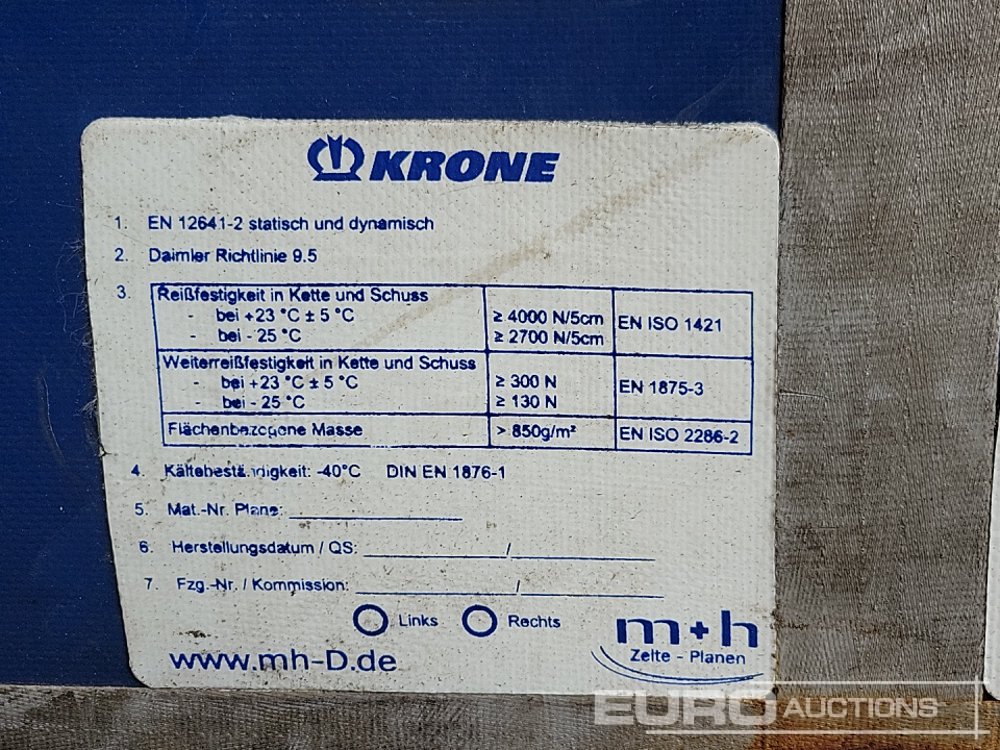 KRONE
1. EN 12641-2 statisch und dynamisch
2. Daimler Richtlinie 9.5
3. Reißfestigkeit in Kette und Schuss
- bei +23 °C ± 5 °C ≥ 4000 N/5cm EN ISO 1421
- bei - 25 °C ≥ 2700 N/5cm
Weiterreißfestigkeit in Kette und Schuss
- bei +23 °C ± 5 °C ≥ 300 N EN 1875-3
- bei - 25 °C ≥ 130 N
Flächenbezogene Masse > 850g/m² EN ISO 2286-2
4. Kältebeständigkeit: -40°C DIN EN 1876-1
5. Mat.-Nr. Plane:
6. Herstellungsdatum / QS: /
7. Fzg.-Nr. / Kommission: /
Links Rechts
m+h
Zelte - Planen
www.mh-D.de
EURO AUCTIONS